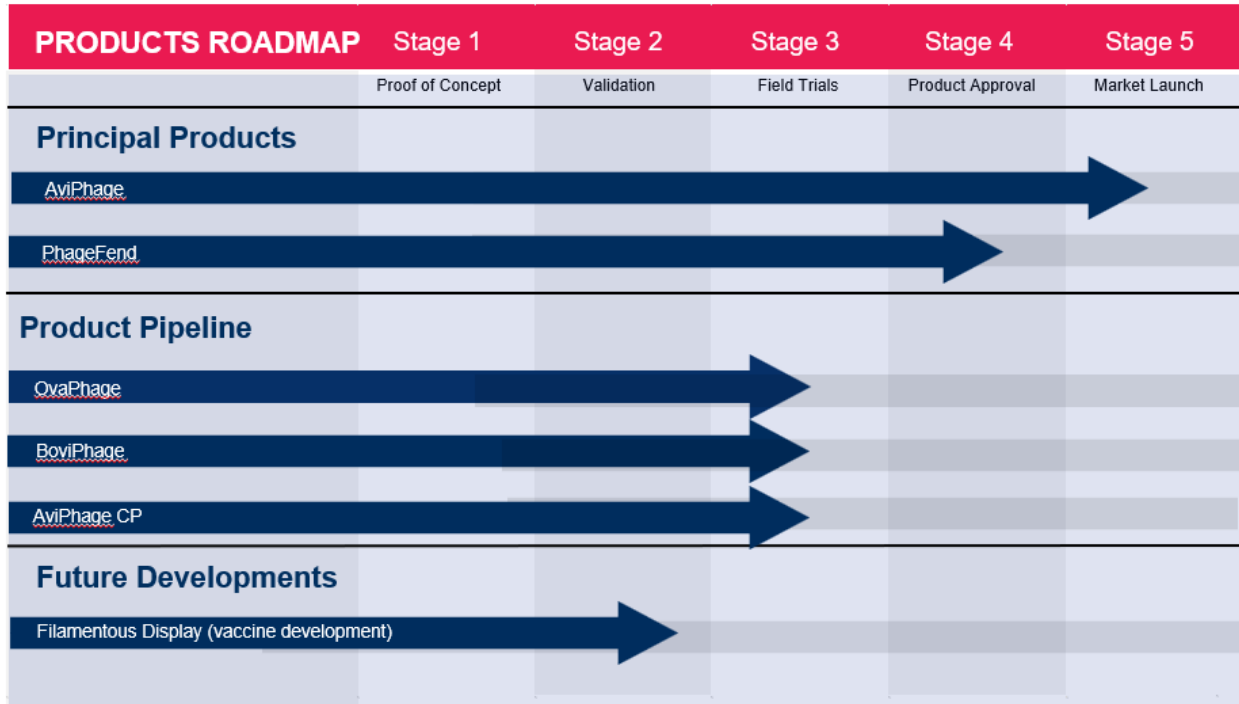 PRODUCTS ROADMAP Stage 1 Stage 2 Stage 3 Stage 4 Stage 5
Proof of Concept Validation Field Trials Product Approval Market Launch
Principal Products
AviPhage
PhageFend
Product Pipeline
OvaPhage
BoviPhage
AviPhage CP
Future Developments
Filamentous Display (vaccine development)